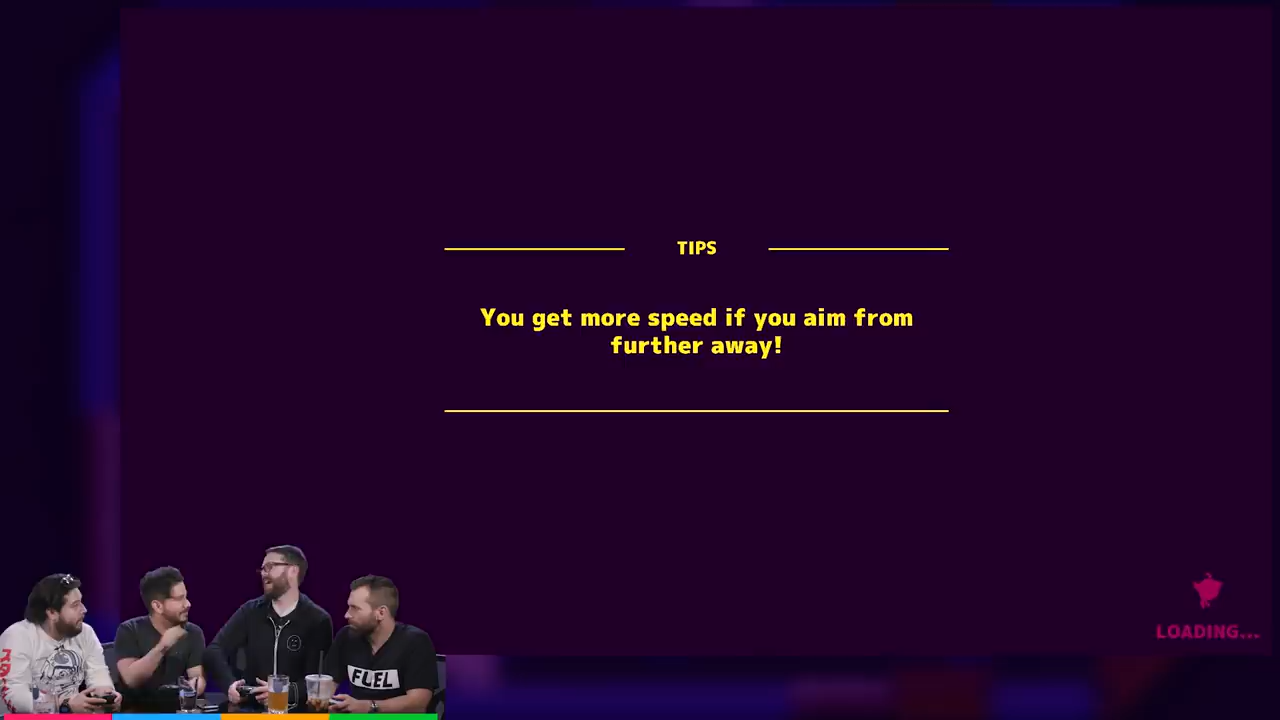 TIPS
You get more speed if you aim from
further away!
LOADING...
FUEL